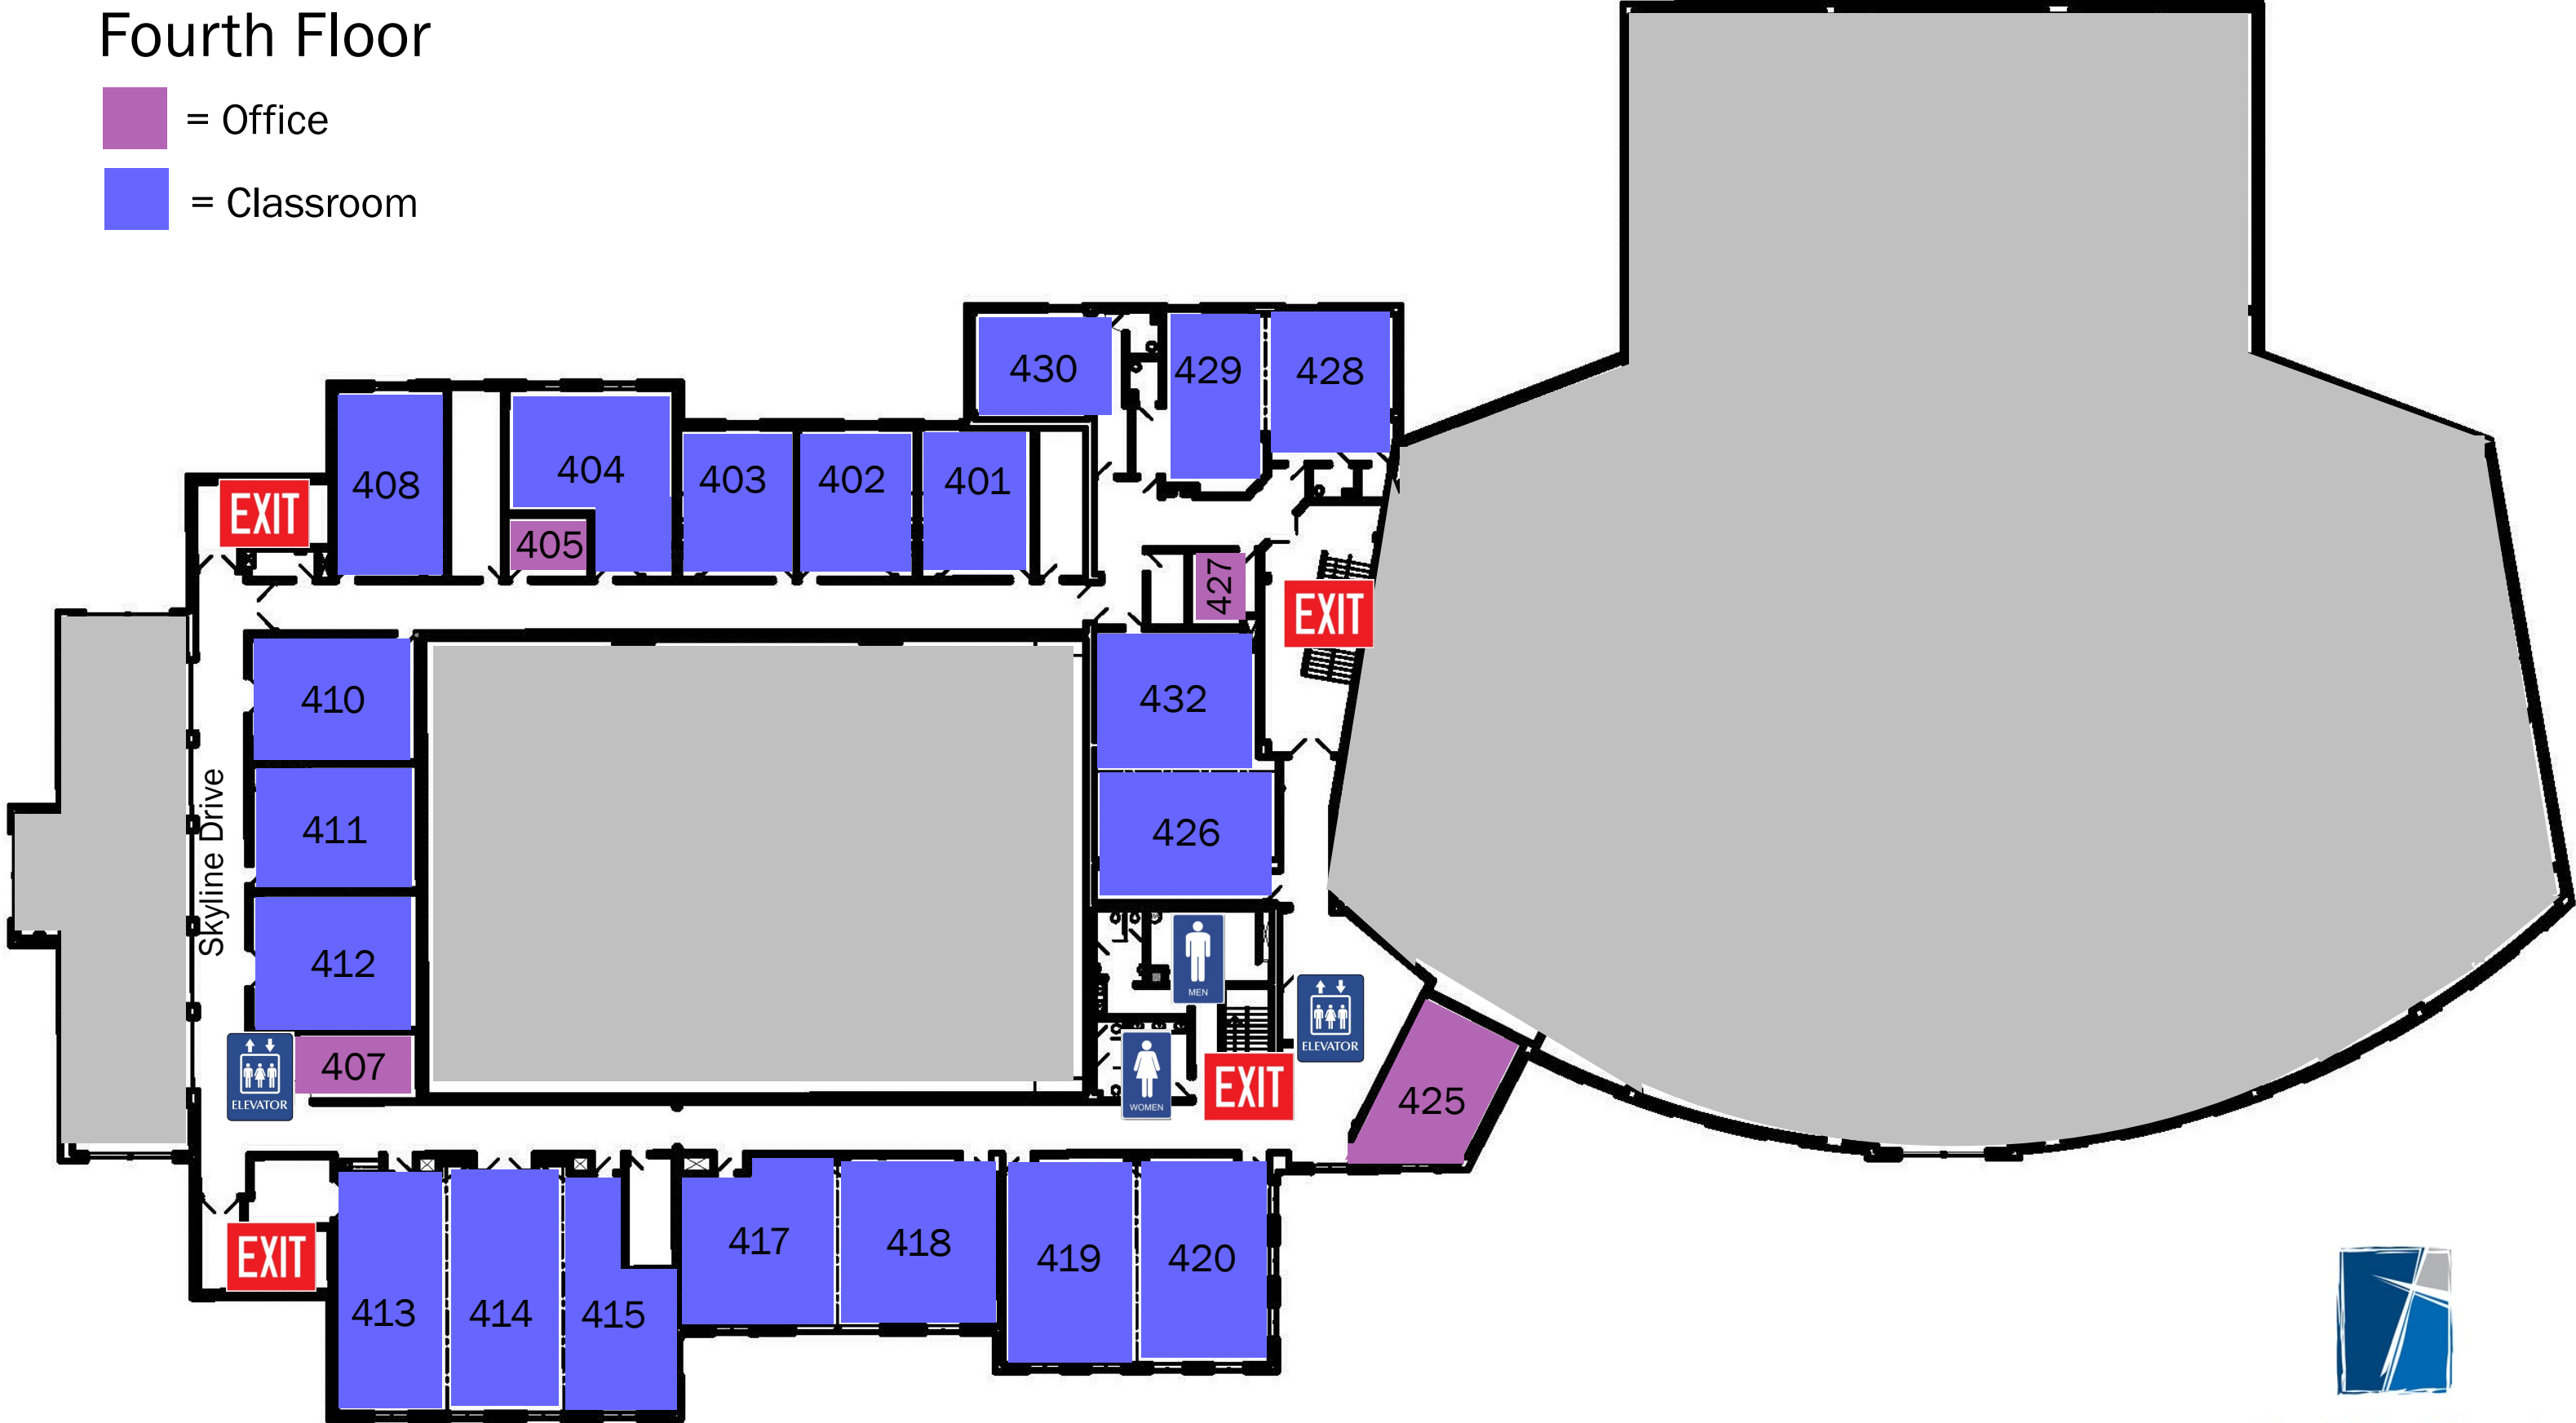 Fourth Floor
= Office
= Classroom
430
429
428
408
404
403
402
401
EXIT
405
427
EXIT
410
432
411
426
Skyline Drive
412
MEN
ELEVATOR
407
ELEVATOR
WOMEN
EXIT
425
417
418
419
420
EXIT
413
414
415